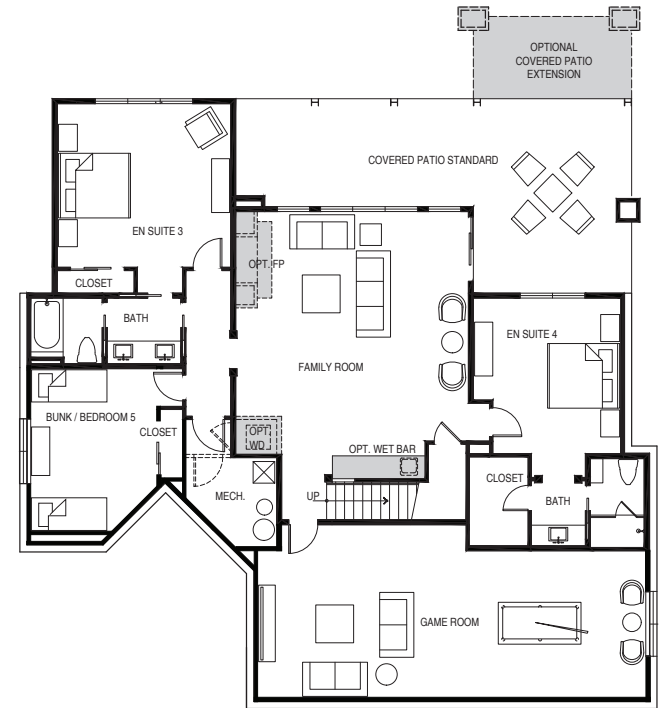 OPTIONAL
COVERED PATIO
EXTENSION
COVERED PATIO STANDARD
EN SUITE 3
OPT. FP
CLOSET
BATH
EN SUITE 4
FAMILY ROOM
BUNK / BEDROOM 5
CLOSET
OPT.
WD
OPT. WET BAR
CLOSET
MECH.
UP
BATH
GAME ROOM